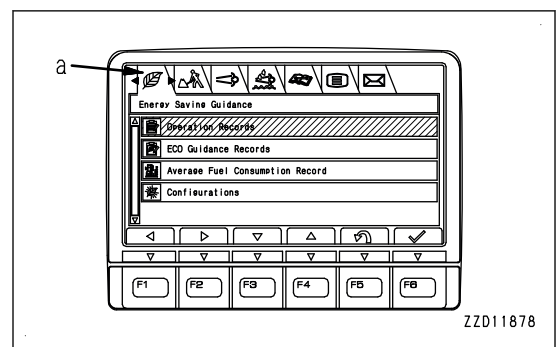 a
Energy Saving Guidance
Operation Records
ECO Guidance Records
Average Fuel Consumption Record
Configurations
F1 F2 F3 F4 F5 F6
ZZD11878